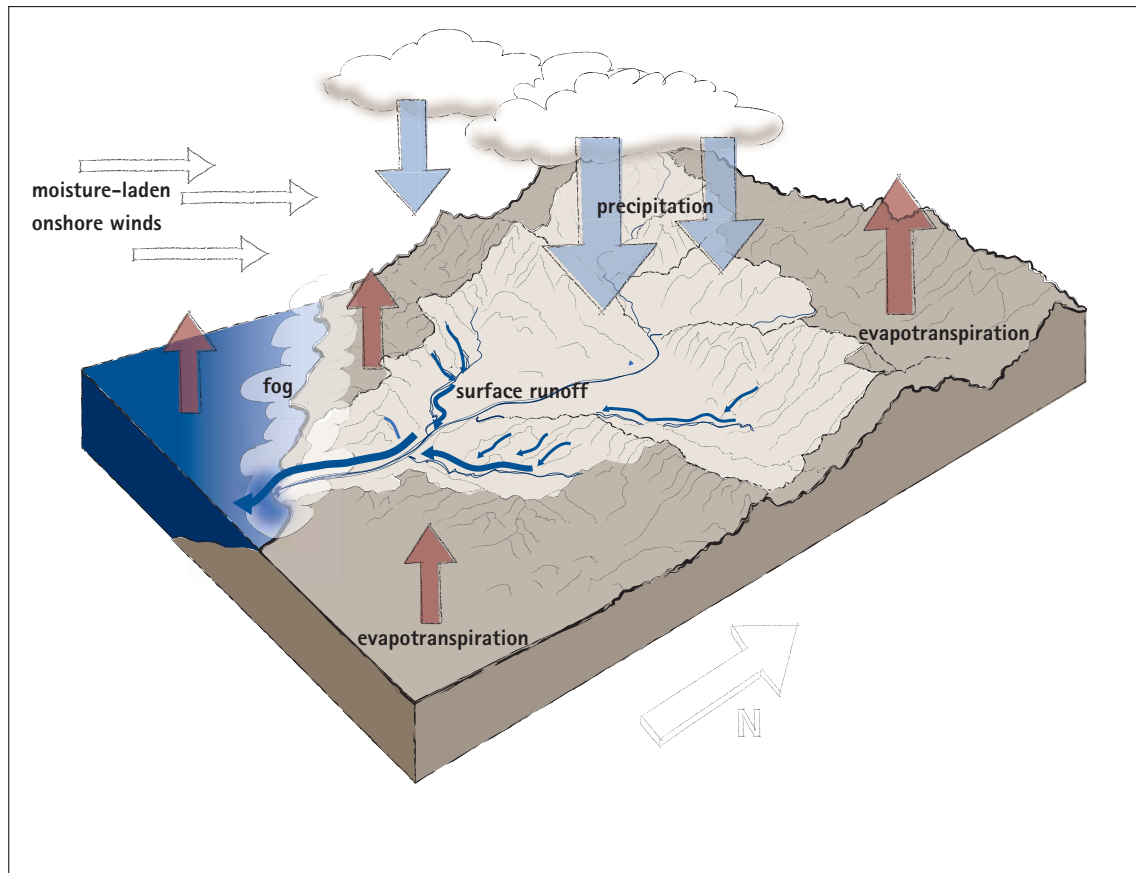 moisture-laden
onshore winds
precipitation
evapotranspiration
fog
surface runoff
evapotranspiration
N